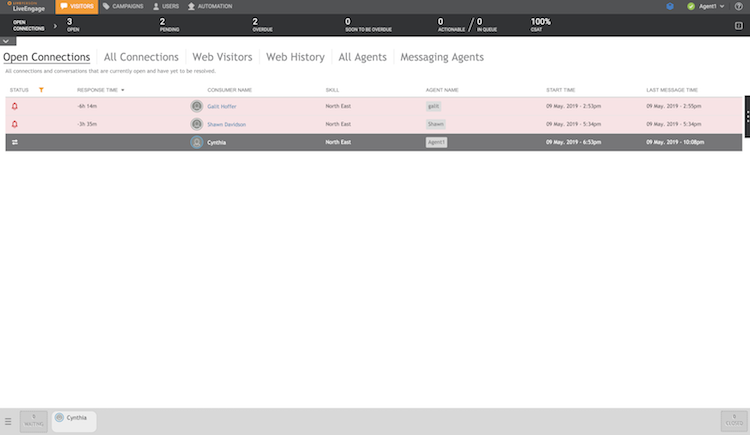 LIVEPERSON
LiveEngage
VISITORS CAMPAIGNS USERS AUTOMATION Agent1
OPEN CONNECTIONS
3 OPEN
2 PENDING
2 OVERDUE
0 SOON TO BE OVERDUE
0 ACTIONABLE / 0 IN QUEUE
100% CSAT
Open Connections All Connections Web Visitors Web History All Agents Messaging Agents
All connections and conversations that are currently open and have yet to be resolved.
STATUS RESPONSE TIME CONSUMER NAME SKILL AGENT NAME START TIME LAST MESSAGE TIME
-6h 14m Galit Hoffer North East galit 09 May. 2019 - 2:53pm 09 May. 2019 - 2:55pm
-3h 35m Shawn Davidson North East Shawn 09 May. 2019 - 5:34pm 09 May. 2019 - 5:34pm
Cynthia North East Agent1 09 May. 2019 - 6:53pm 09 May. 2019 - 10:08pm
WAITING Cynthia CLOSED